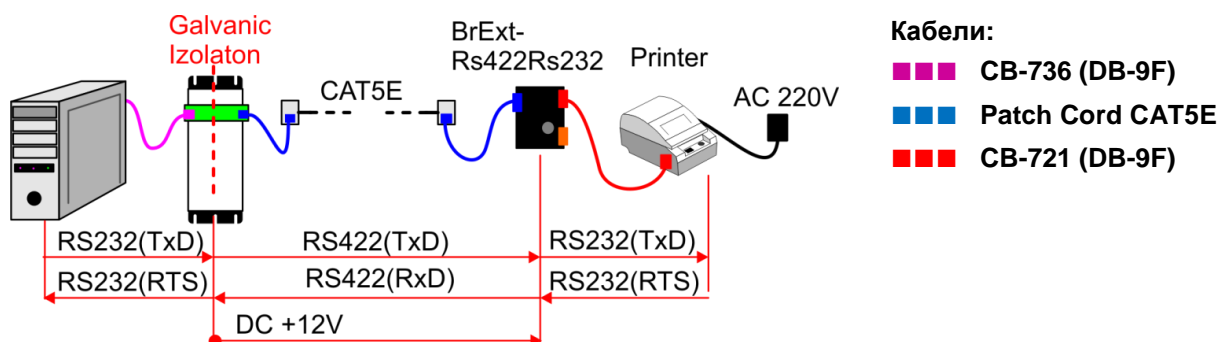 Galvanic
Izolaton
BrExt-
Rs422Rs232
Printer
CAT5E
AC 220V
RS232(TxD)
RS422(TxD)
RS232(TxD)
RS232(RTS)
RS422(RxD)
RS232(RTS)
DC +12V
Кабели:
CB-736 (DB-9F)
Patch Cord CAT5E
CB-721 (DB-9F)